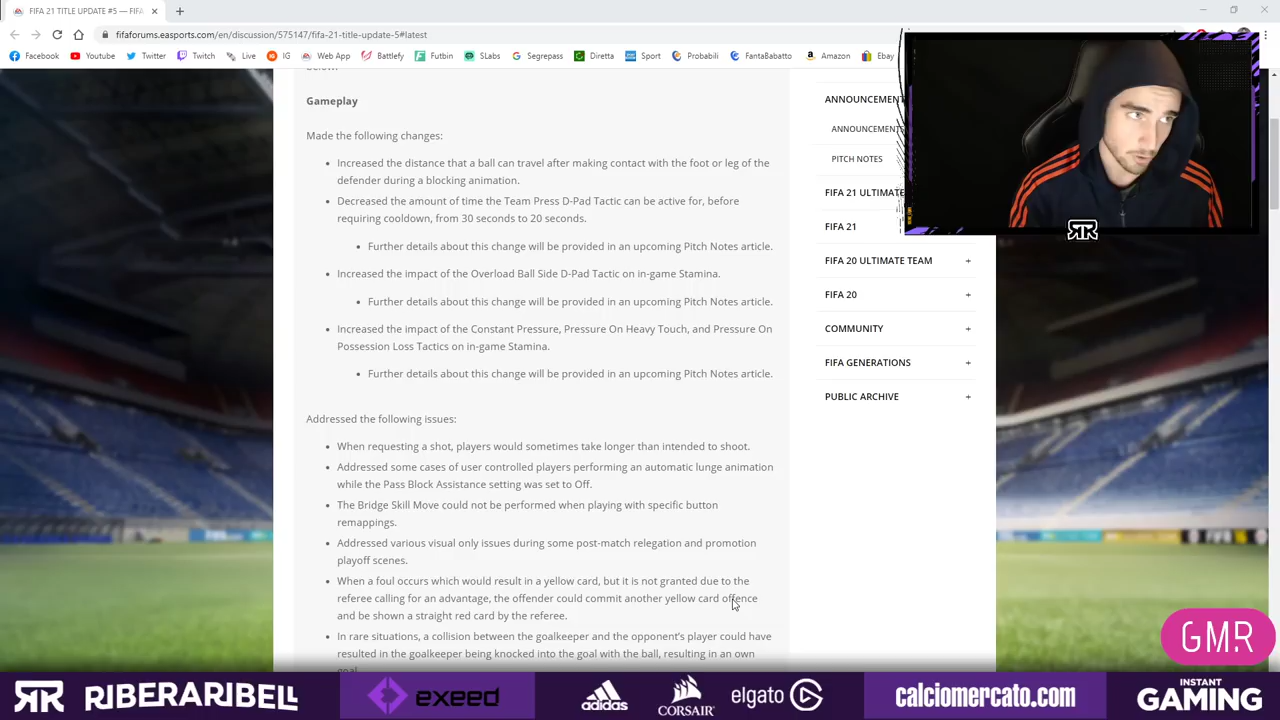 FIFA 21 TITLE UPDATE #5 —
fifaforums.easports.com/en/discussion/575147/fifa-21-title-update-5#latest
Facebook Youtube Twitter Twitch Live IG Web App Battlefy Futbin SLabs Segrepass Diretta Sport Probabili FantaBabatto Amazon Ebay
below.
Gameplay
Made the following changes:
• Increased the distance that a ball can travel after making contact with the foot or leg of the
defender during a blocking animation.
• Decreased the amount of time the Team Press D-Pad Tactic can be active for, before
requiring cooldown, from 30 seconds to 20 seconds.
• Further details about this change will be provided in an upcoming Pitch Notes article.
• Increased the impact of the Overload Ball Side D-Pad Tactic on in-game Stamina.
• Further details about this change will be provided in an upcoming Pitch Notes article.
• Increased the impact of the Constant Pressure, Pressure On Heavy Touch, and Pressure On
Possession Loss Tactics on in-game Stamina.
• Further details about this change will be provided in an upcoming Pitch Notes article.
Addressed the following issues:
• When requesting a shot, players would sometimes take longer than intended to shoot.
• Addressed some cases of user controlled players performing an automatic lunge animation
while the Pass Block Assistance setting was set to Off.
• The Bridge Skill Move could not be performed when playing with specific button
remappings.
• Addressed various visual only issues during some post-match relegation and promotion
playoff scenes.
• When a foul occurs which would result in a yellow card, but it is not granted due to the
referee calling for an advantage, the offender could commit another yellow card offence
and be shown a straight red card by the referee.
• In rare situations, a collision between the goalkeeper and the opponent's player could have
resulted in the goalkeeper being knocked into the goal with the ball, resulting in an own
goal.
ANNOUNCEMENT
ANNOUNCEMENTS
PITCH NOTES
FIFA 21 ULTIMATE
FIFA 21
FIFA 20 ULTIMATE TEAM +
FIFA 20 +
COMMUNITY +
FIFA GENERATIONS +
PUBLIC ARCHIVE +
RR
GMR
RR RIBERARIBELL exeed adidas CORSAIR elgato calciomercato.com INSTANT
GAMING